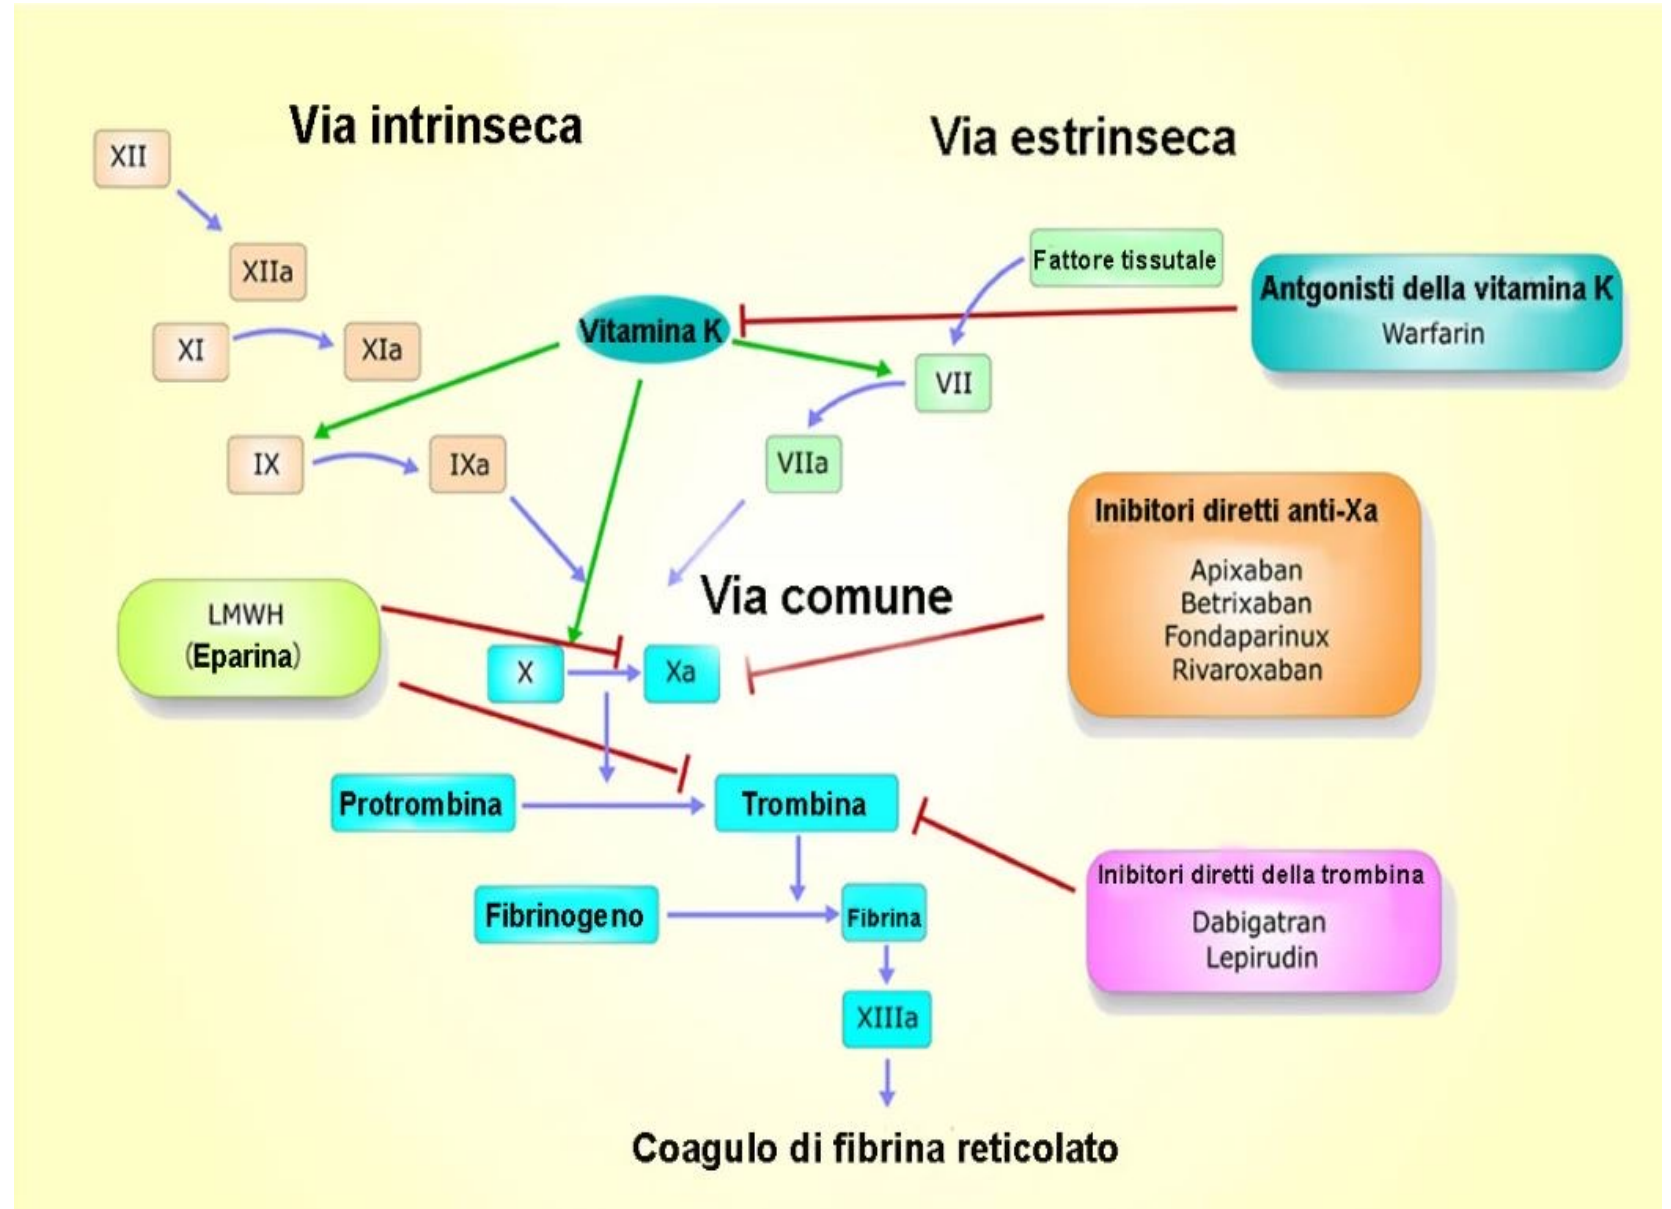 Via intrinseca
Via estrinseca
XII
XIIa
Fattore tissutale
Antgonisti della vitamina K
Warfarin
XI
XIa
Vitamina K
VII
IX
IXa
VIIa
Inibitori diretti anti-Xa
Apixaban
Betrixaban
Fondaparinux
Rivaroxaban
Via comune
LMWH
(Eparina)
X
Xa
Protrombina
Trombina
Inibitori diretti della trombina
Dabigatran
Lepirudin
Fibrinogeno
Fibrina
XIIIa
Coagulo di fibrina reticolato